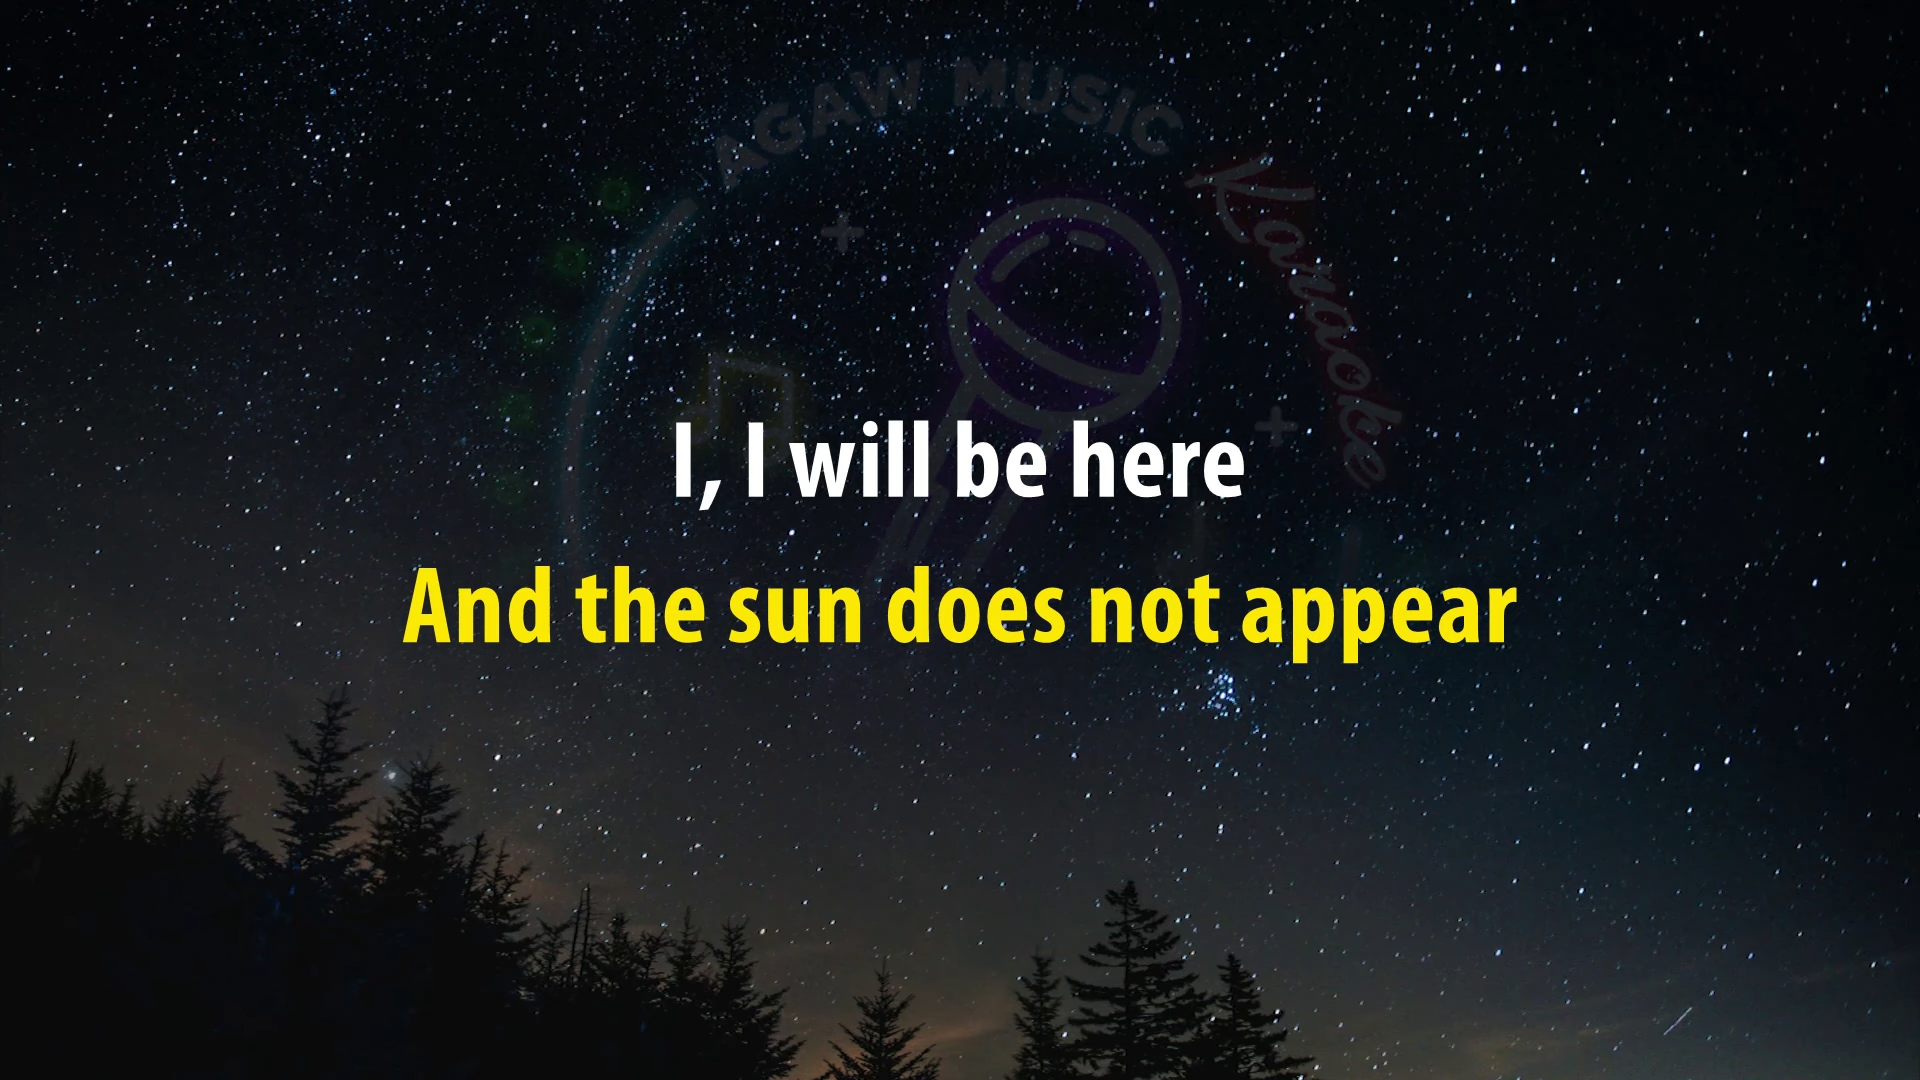 AGAW MUSIC
Karaoke
I, I will be here
And the sun does not appear